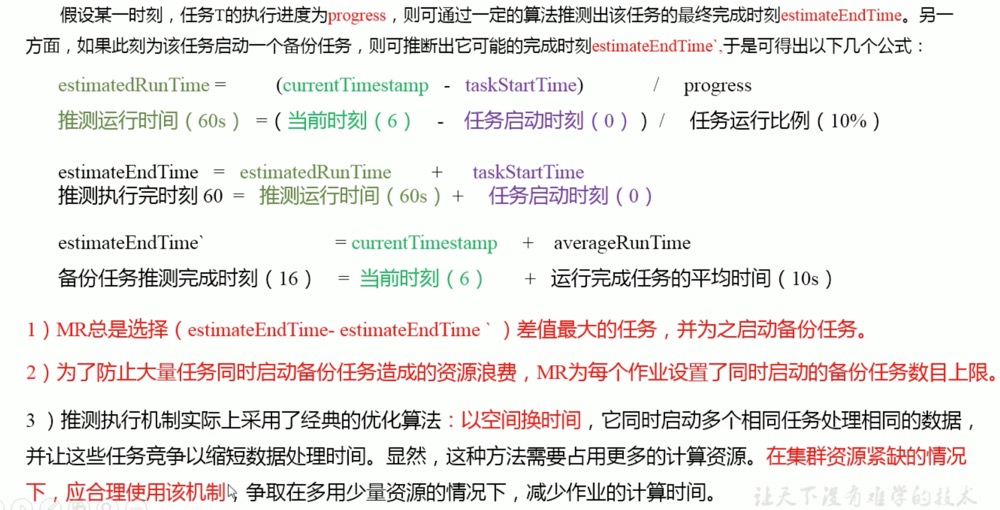 假设某一时刻，任务T的执行进度为progress，则可通过一定的算法推测出该任务的最终完成时刻estimateEndTime。另一
方面，如果此刻为该任务启动一个备份任务，则可推断出它可能的完成时刻estimateEndTime`,于是可得出以下几个公式：
estimatedRunTime = (currentTimestamp - taskStartTime) / progress
推测运行时间（60s） =（ 当前时刻（6） - 任务启动时刻（0））/ 任务运行比例（10%）
estimateEndTime = estimatedRunTime + taskStartTime
推测执行完时刻 60 = 推测运行时间（60s）+ 任务启动时刻（0）
estimateEndTime` = currentTimestamp + averageRunTime
备份任务推测完成时刻（16） = 当前时刻（6） + 运行完成任务的平均时间（10s）
1）MR总是选择（estimateEndTime- estimateEndTime ` ）差值最大的任务，并为之启动备份任务。
2）为了防止大量任务同时启动备份任务造成的资源浪费，MR为每个作业设置了同时启动的备份任务数目上限。
3 ）推测执行机制实际上采用了经典的优化算法：以空间换时间，它同时启动多个相同任务处理相同的数据，
并让这些任务竞争以缩短数据处理时间。显然，这种方法需要占用更多的计算资源。在集群资源紧缺的情况
下，应合理使用该机制，争取在多用少量资源的情况下，减少作业的计算时间。
让天下没有难学的技术